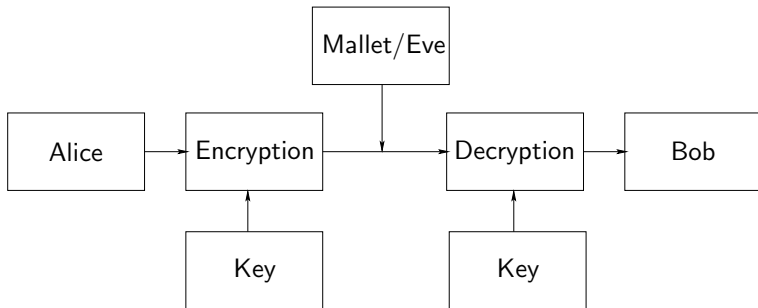 Mallet/Eve
Alice
Encryption
Decryption
Bob
Key
Key